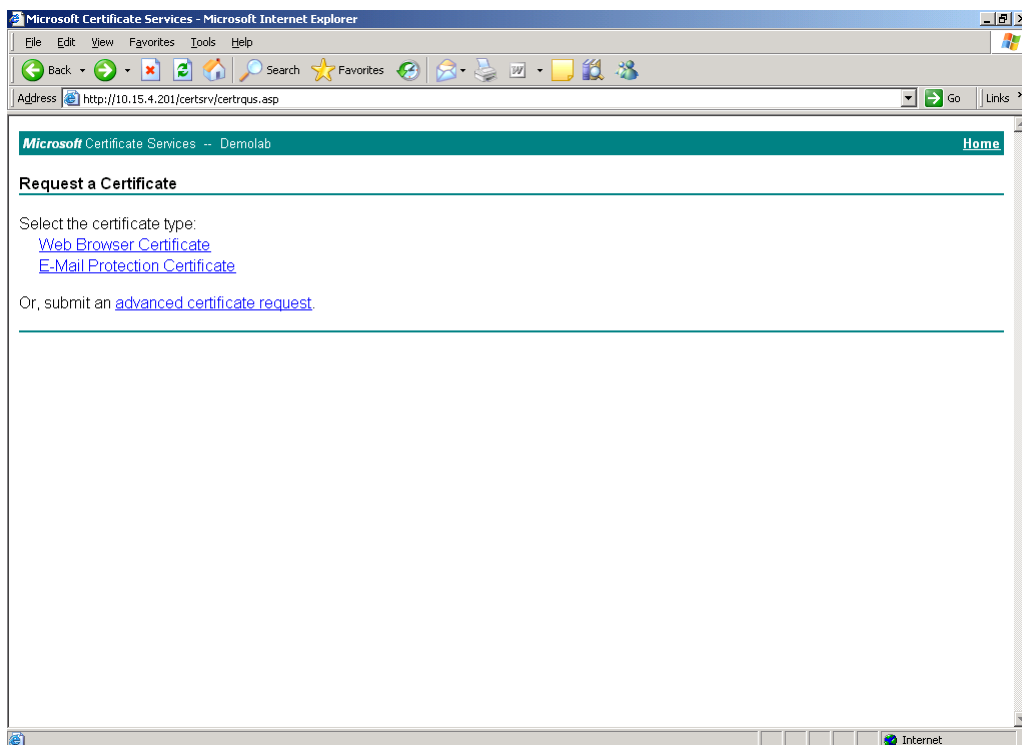 Microsoft Certificate Services - Microsoft Internet Explorer
File Edit View Favorites Tools Help
Back Search Favorites
Address http://10.15.4.201/certsrv/certrqus.asp Go Links
Microsoft Certificate Services -- Demolab Home
Request a Certificate
Select the certificate type:
Web Browser Certificate
E-Mail Protection Certificate
Or, submit an advanced certificate request.
Internet